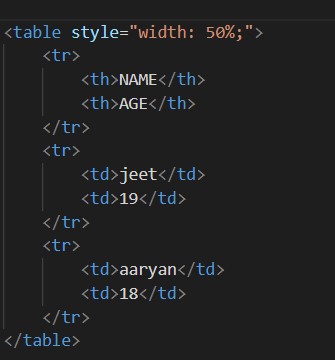 <table style="width: 50%;">
<tr>
<th>NAME</th>
<th>AGE</th>
</tr>
<tr>
<td>jeet</td>
<td>19</td>
</tr>
<tr>
<td>aaryan</td>
<td>18</td>
</tr>
</table>